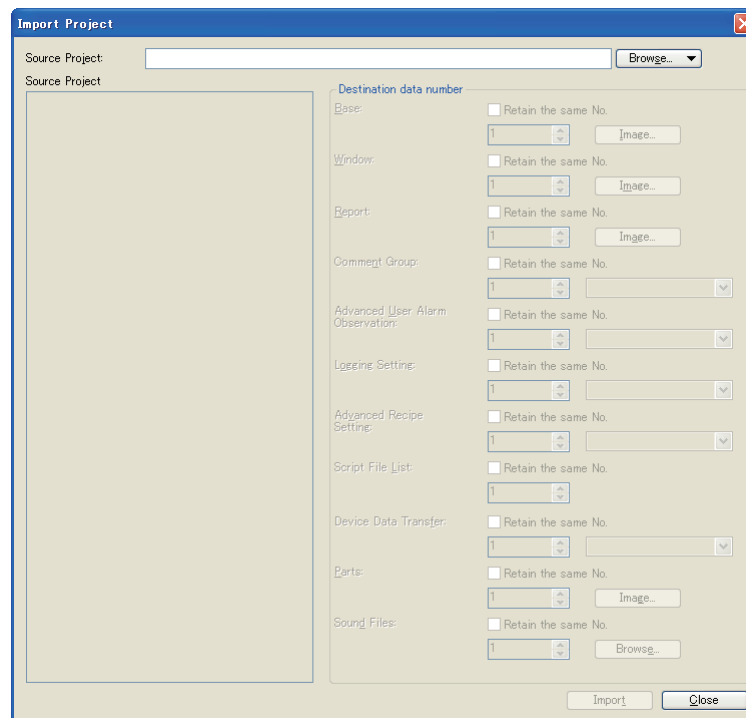 Import Project
Source Project:
Browse...
Source Project
Destination data number
Base:
Retain the same No.
1
Image...
Window:
Retain the same No.
1
Image...
Report:
Retain the same No.
1
Image...
Comment Group:
Retain the same No.
1
Advanced User Alarm
Observation:
Retain the same No.
1
Logging Setting:
Retain the same No.
1
Advanced Recipe
Setting:
Retain the same No.
1
Script File List:
Retain the same No.
1
Device Data Transfer:
Retain the same No.
1
Parts:
Retain the same No.
1
Image...
Sound Files:
Retain the same No.
1
Browse...
Import
Close